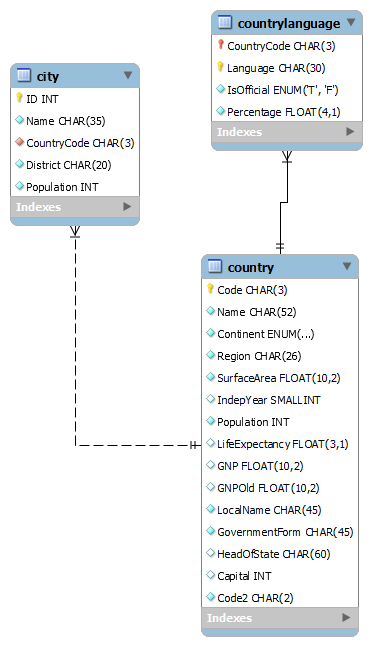 countrylanguage
CountryCode CHAR(3)
Language CHAR(30)
IsOfficial ENUM('T', 'F')
Percentage FLOAT(4,1)
Indexes
city
ID INT
Name CHAR(35)
CountryCode CHAR(3)
District CHAR(20)
Population INT
Indexes
country
Code CHAR(3)
Name CHAR(52)
Continent ENUM(...)
Region CHAR(26)
SurfaceArea FLOAT(10,2)
IndepYear SMALLINT
Population INT
LifeExpectancy FLOAT(3,1)
GNP FLOAT(10,2)
GNPOld FLOAT(10,2)
LocalName CHAR(45)
GovernmentForm CHAR(45)
HeadOfState CHAR(60)
Capital INT
Code2 CHAR(2)
Indexes